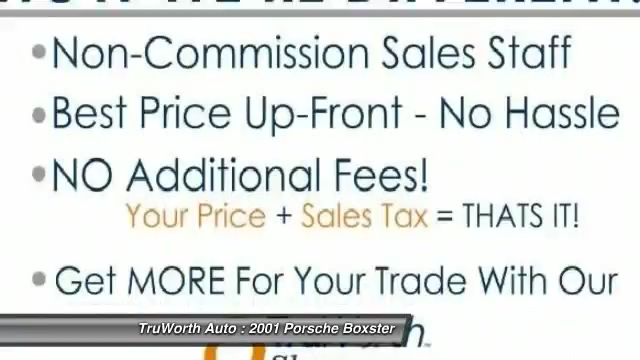 • Non-Commission Sales Staff
• Best Price Up-Front - No Hassle
• NO Additional Fees!
Your Price + Sales Tax = THATS IT!
• Get MORE For Your Trade With Our
TruWorth Auto : 2001 Porsche Boxster